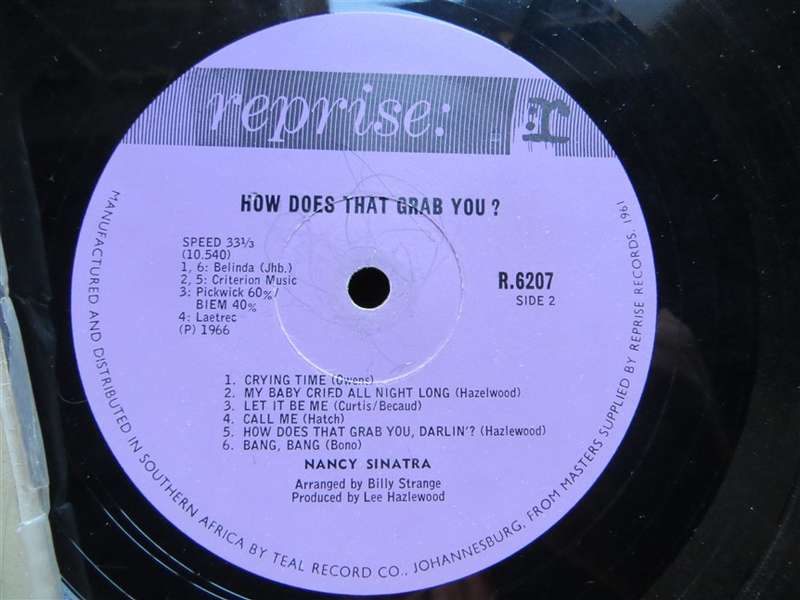 reprise:
:r
HOW DOES THAT GRAB YOU?
SPEED 33⅓
(10.540)
1, 6: Belinda (Jhb.)
2, 5: Criterion Music
3: Pickwick 60%/
BIEM 40%
4: Laetrec
(P) 1966
R.6207
SIDE 2
1. CRYING TIME (Owens)
2. MY BABY CRIED ALL NIGHT LONG (Hazelwood)
3. LET IT BE ME (Curtis/Becaud)
4. CALL ME (Hatch)
5. HOW DOES THAT GRAB YOU, DARLIN'? (Hazlewood)
6. BANG, BANG (Bono)
NANCY SINATRA
Arranged by Billy Strange
Produced by Lee Hazlewood
MANUFACTURED AND DISTRIBUTED IN SOUTHERN AFRICA BY TEAL RECORD CO., JOHANNESBURG, FROM MASTERS SUPPLIED BY REPRISE RECORDS, 1961